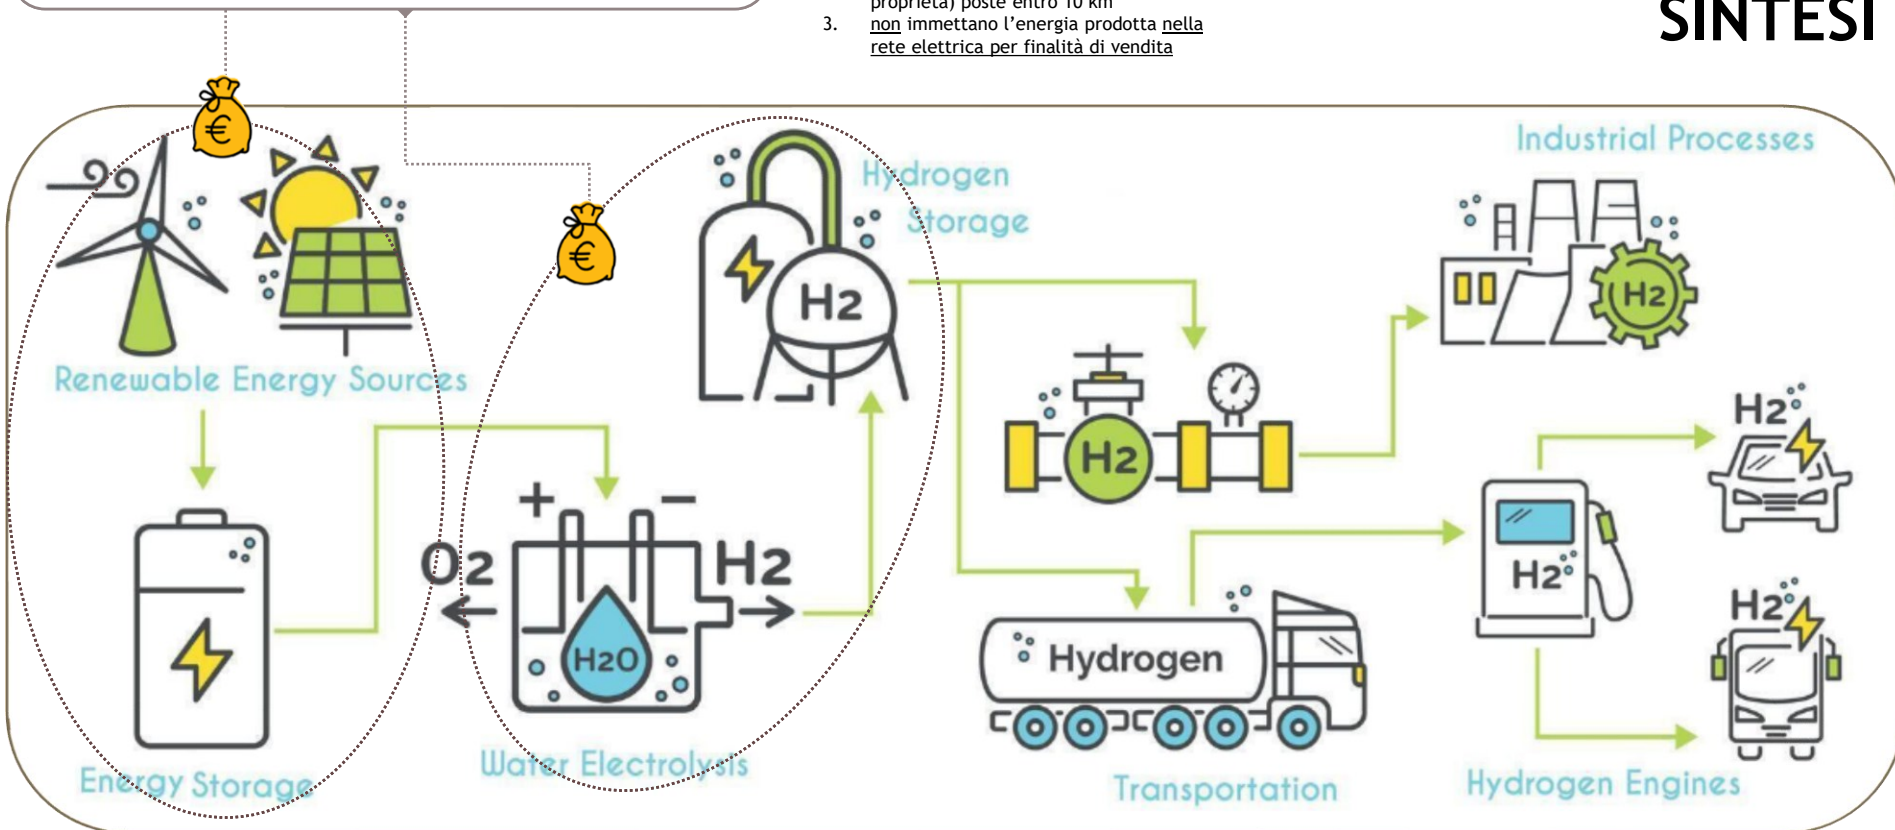 proprietà) poste entro 10 km
3. non immettano l’energia prodotta nella
rete elettrica per finalità di vendita
SINTESI
€
€
Hydrogen
Storage
Industrial Processes
H2
H2
Renewable Energy Sources
H2
H2
+ −
O2 H2
H2O
H2
H2
Hydrogen
Energy Storage
Water Electrolysis
Transportation
Hydrogen Engines